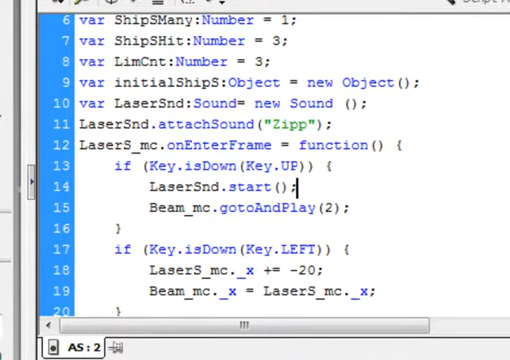 6 var ShipSMany:Number = 1;
7 var ShipSHit:Number = 3;
8 var LimCnt:Number = 3;
9 var initialShipS:Object = new Object();
10 var LaserSnd:Sound= new Sound ();
11 LaserSnd.attachSound("Zipp");
12 LaserS_mc.onEnterFrame = function() {
13 if (Key.isDown(Key.UP)) {
14 LaserSnd.start();
15 Beam_mc.gotoAndPlay(2);
16 }
17 if (Key.isDown(Key.LEFT)) {
18 LaserS_mc._x += -20;
19 Beam_mc._x = LaserS_mc._x;
20 }
AS: 2